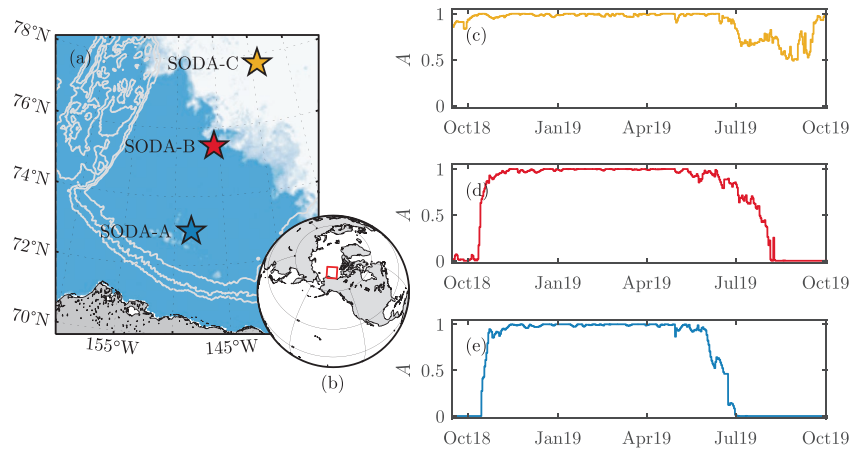 78°N
76°N
74°N
72°N
70°N
155°W
145°W
(a)
SODA-C
SODA-B
SODA-A
(b)
A
1
0.5
0
(c)
Oct18
Jan19
Apr19
Jul19
Oct19
A
1
0.5
0
(d)
Oct18
Jan19
Apr19
Jul19
Oct19
A
1
0.5
0
(e)
Oct18
Jan19
Apr19
Jul19
Oct19